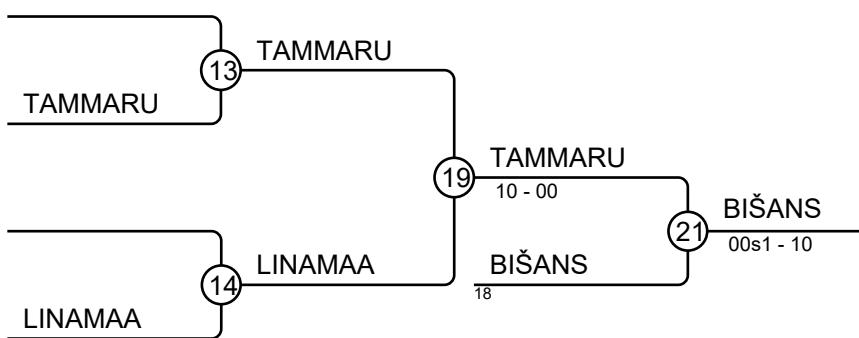 TAMMARU
13
TAMMARU
TAMMARU
10 - 00
19
BIŠANS
00s1 - 10
21
LINAMAA
BIŠANS
18
14
LINAMAA